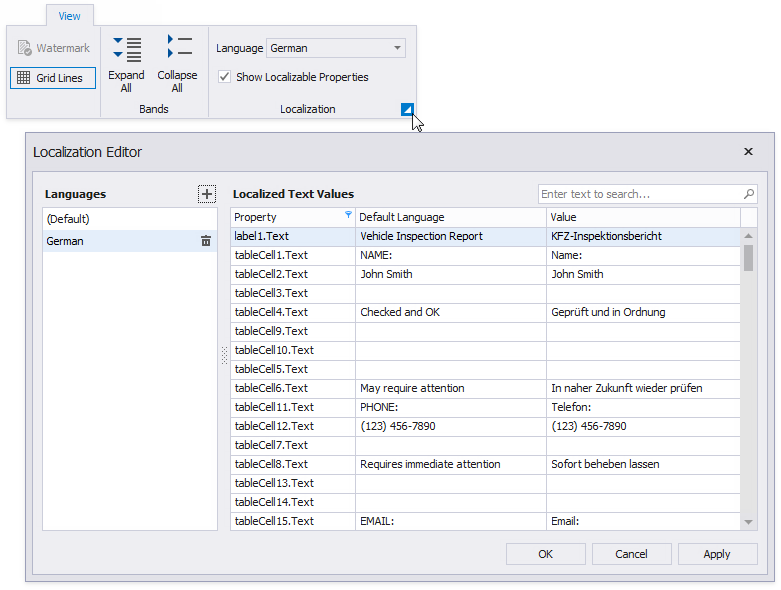 View
Watermark
Grid Lines
Expand All
Collapse All
Bands
Language German
Show Localizable Properties
Localization
Localization Editor
Languages
(Default)
German
Localized Text Values
Enter text to search...
Property Default Language Value
label1.Text Vehicle Inspection Report KFZ-Inspektionsbericht
tableCell1.Text NAME: Name:
tableCell2.Text John Smith John Smith
tableCell3.Text
tableCell4.Text Checked and OK Geprüft und in Ordnung
tableCell9.Text
tableCell10.Text
tableCell5.Text
tableCell6.Text May require attention In naher Zukunft wieder prüfen
tableCell11.Text PHONE: Telefon:
tableCell12.Text (123) 456-7890 (123) 456-7890
tableCell7.Text
tableCell8.Text Requires immediate attention Sofort beheben lassen
tableCell13.Text
tableCell14.Text
tableCell15.Text EMAIL: Email:
OK Cancel Apply